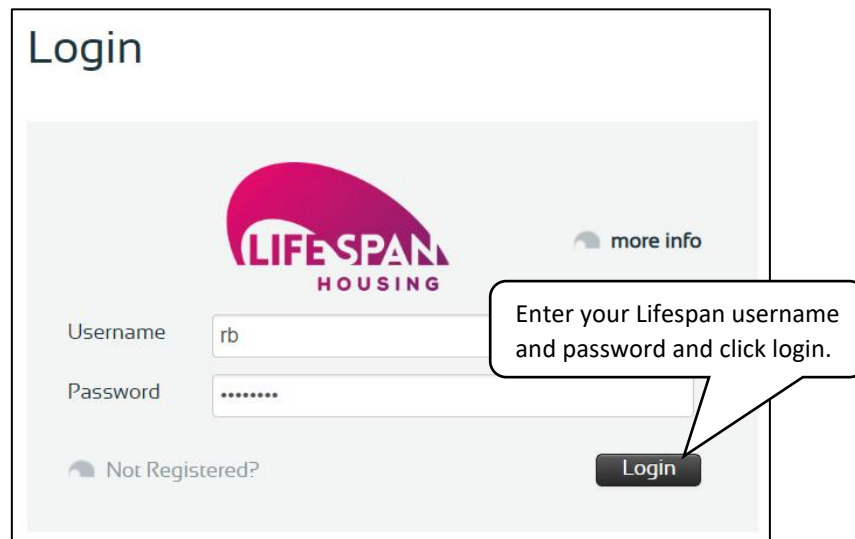 Login
LIFESPAN
HOUSING
more info
Enter your Lifespan username
and password and click login.
Username
rb
Password
••••••••
Not Registered?
Login